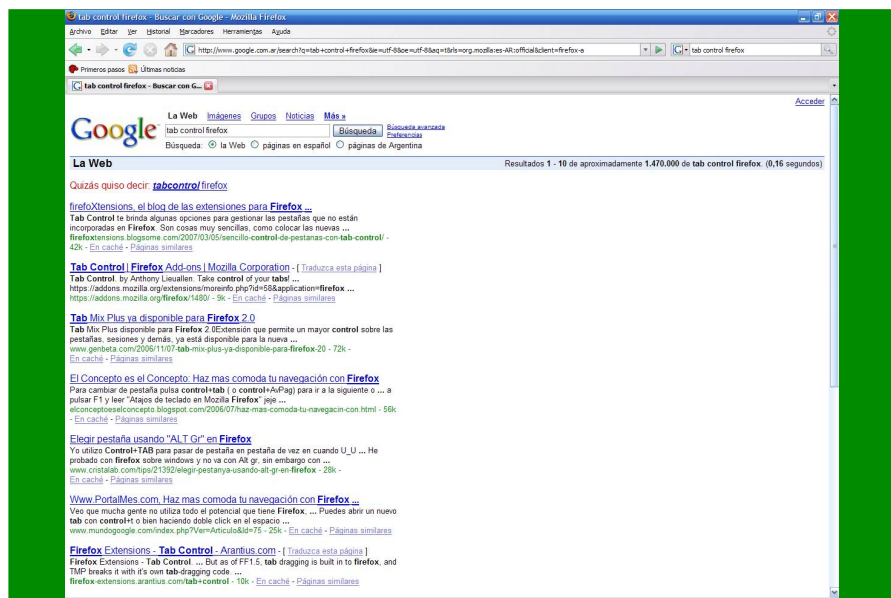 tab control firefox - Buscar con Google - Mozilla Firefox
Archivo Editar Ver Historial Marcadores Herramientas Ayuda
http://www.google.com.ar/search?q=tab+control+firefox&ie=utf-8&oe=utf-8&aq=t&rls=org.mozilla:es-AR:official&client=firefox-a
tab control firefox
Primeros pasos Últimas noticias
tab control firefox - Buscar con G...
Acceder
La Web Imágenes Grupos Noticias Más »
Google
tab control firefox Búsqueda Búsqueda avanzada
Preferencias
Búsqueda: la Web páginas en español páginas de Argentina
La Web Resultados 1 - 10 de aproximadamente 1.470.000 de tab control firefox. (0,16 segundos)
Quizás quiso decir: tabcontrol firefox
firefoXtensions, el blog de las extensiones para Firefox ...
Tab Control te brinda algunas opciones para gestionar las pestañas que no están
incorporadas en Firefox. Son cosas muy sencillas, como colocar las nuevas ...
firefoxtensions.blogsome.com/2007/03/05/sencillo-control-de-pestanas-con-tab-control/ -
42k - En caché - Páginas similares
Tab Control | Firefox Add-ons | Mozilla Corporation - [ Traduzca esta página ]
Tab Control. by Anthony Lieuallen. Take control of your tabs! ...
https://addons.mozilla.org/extensions/moreinfo.php?id=58&application=firefox ...
https://addons.mozilla.org/firefox/1480/ - 9k - En caché - Páginas similares
Tab Mix Plus ya disponible para Firefox 2.0
Tab Mix Plus disponible para Firefox 2.0Extensión que permite un mayor control sobre las
pestañas, sesiones y demás, ya está disponible para la nueva ...
www.genbeta.com/2006/11/07-tab-mix-plus-ya-disponible-para-firefox-20 - 72k -
En caché - Páginas similares
El Concepto es el Concepto: Haz mas comoda tu navegación con Firefox
Para cambiar de pestaña pulsa control+tab ( o control+AvPag) para ir a la siguiente o ... a
pulsar F1 y leer "Atajos de teclado en Mozilla Firefox" jeje ...
elconceptoeselconcepto.blogspot.com/2006/07/haz-mas-comoda-tu-navegacin-con.html - 56k
- En caché - Páginas similares
Elegir pestaña usando "ALT Gr" en Firefox
Yo utilizo Control+TAB para pasar de pestaña en pestaña de vez en cuando U_U ... He
probado con firefox sobre windows y no va con Alt gr, sin embargo con ...
www.cristalab.com/tips/21392/elegir-pestanya-usando-alt-gr-en-firefox - 28k -
En caché - Páginas similares
Www.PortalMes.com, Haz mas comoda tu navegación con Firefox ...
Veo que mucha gente no utiliza todo el potencial que tiene Firefox, ... Puedes abrir un nuevo
tab con control+t o bien haciendo doble click en el espacio ...
www.mundogoogle.com/index.php?Ver=Articulo&Id=75 - 25k - En caché - Páginas similares
Firefox Extensions - Tab Control - Arantius.com - [ Traduzca esta página ]
Firefox Extensions - Tab Control. ... But as of FF1.5, tab dragging is built in to firefox, and
TMP breaks it with it's own tab-dragging code. ...
firefox-extensions.arantius.com/tab+control - 10k - En caché - Páginas similares